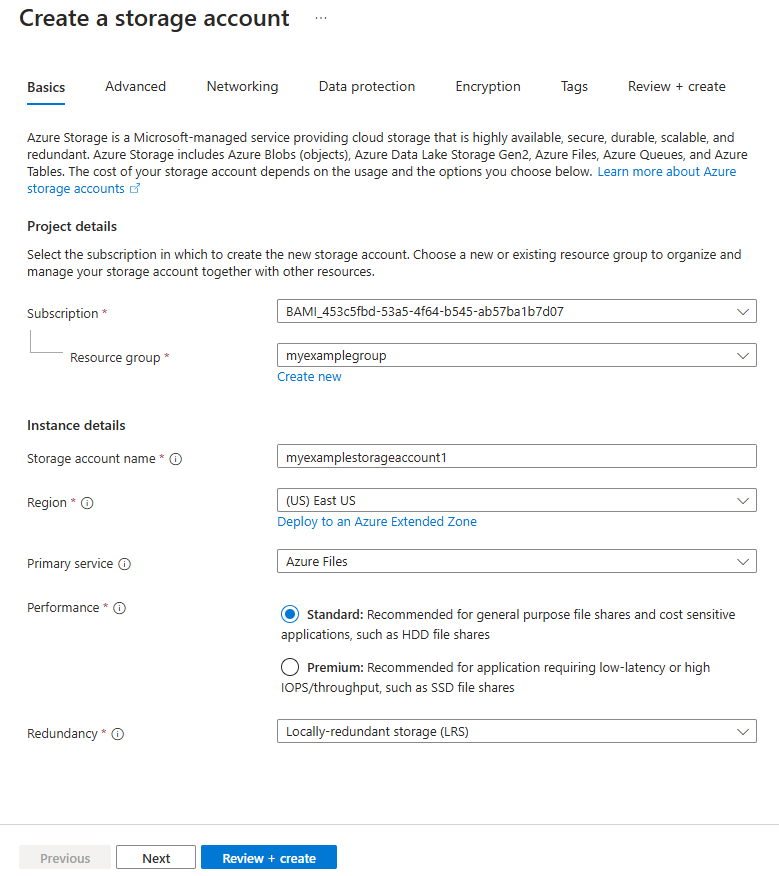 Create a storage account ...
Basics Advanced Networking Data protection Encryption Tags Review + create
Azure Storage is a Microsoft-managed service providing cloud storage that is highly available, secure, durable, scalable, and
redundant. Azure Storage includes Azure Blobs (objects), Azure Data Lake Storage Gen2, Azure Files, Azure Queues, and Azure
Tables. The cost of your storage account depends on the usage and the options you choose below. Learn more about Azure
storage accounts
Project details
Select the subscription in which to create the new storage account. Choose a new or existing resource group to organize and
manage your storage account together with other resources.
Subscription * BAMI_453c5fbd-53a5-4f64-b545-ab57ba1b7d07
Resource group * myexamplegroup
Create new
Instance details
Storage account name * myexamplestorageaccount1
Region * (US) East US
Deploy to an Azure Extended Zone
Primary service Azure Files
Performance * Standard: Recommended for general purpose file shares and cost sensitive
applications, such as HDD file shares
Premium: Recommended for application requiring low-latency or high
IOPS/throughput, such as SSD file shares
Redundancy * Locally-redundant storage (LRS)
Previous Next Review + create